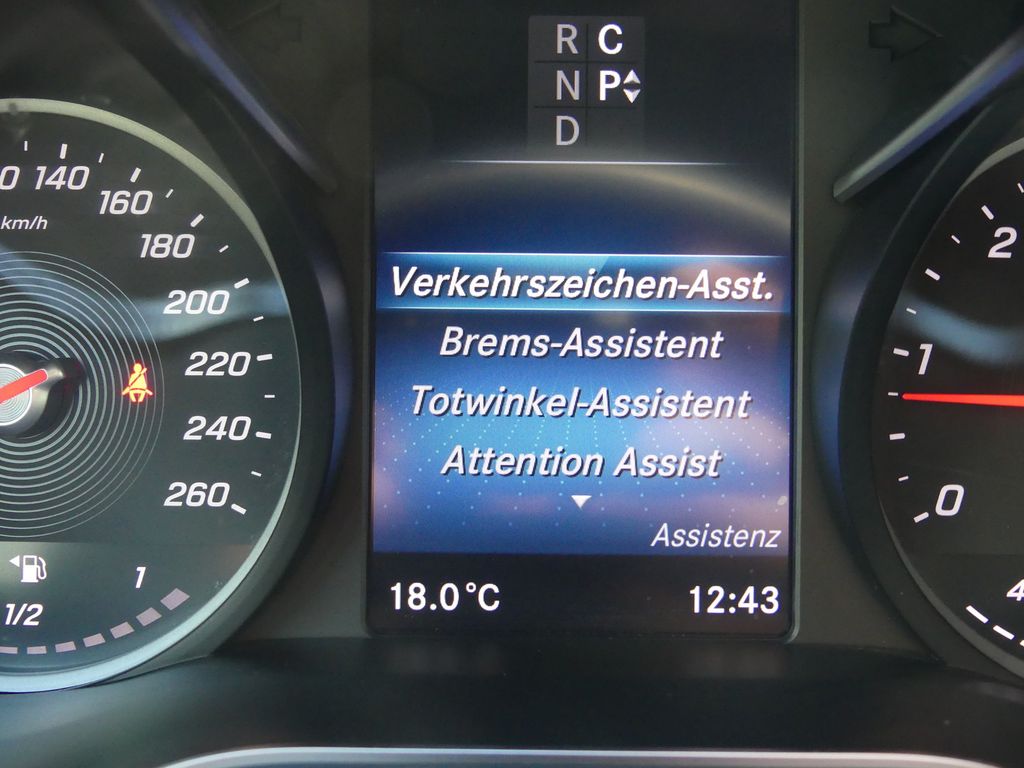 R C
N P
D
140
160
km/h
180
200
220
240
260
1/2
1
Verkehrszeichen-Asst.
Brems-Assistent
Totwinkel-Assistent
Attention Assist
Assistenz
18.0°C
12:43
2
1
0
4